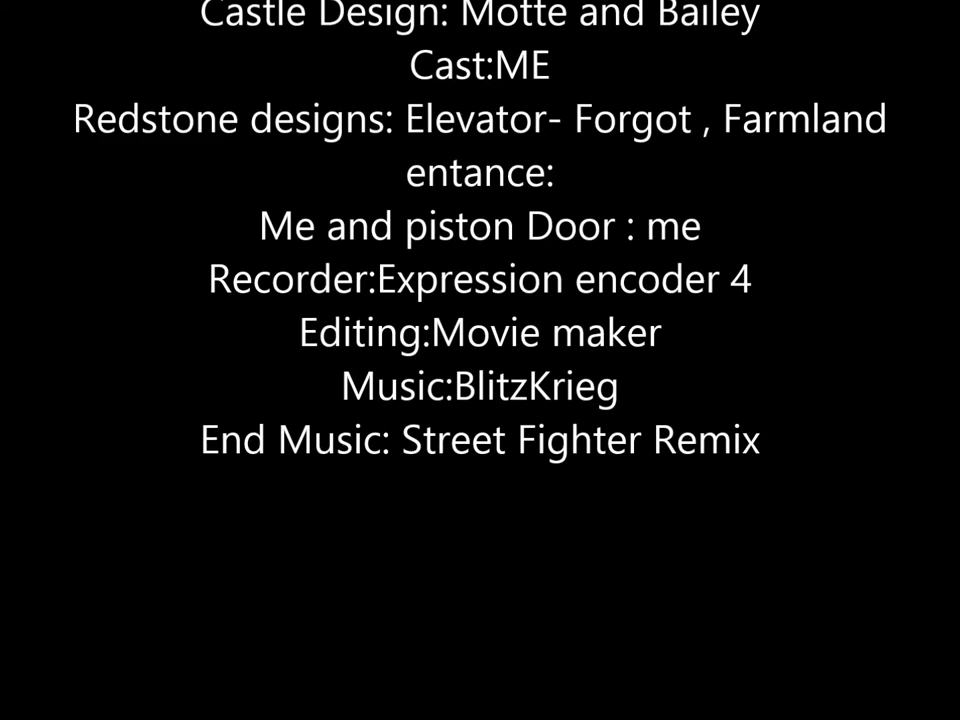 Castle Design: Motte and Bailey
Cast:ME
Redstone designs: Elevator- Forgot , Farmland
entance:
Me and piston Door : me
Recorder:Expression encoder 4
Editing:Movie maker
Music:BlitzKrieg
End Music: Street Fighter Remix